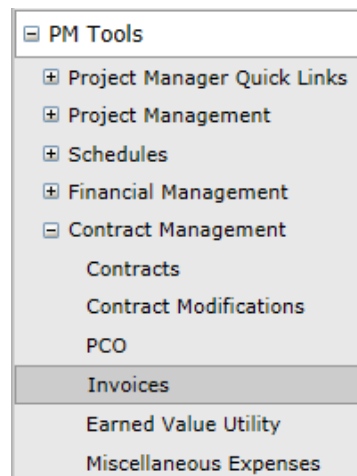 PM Tools
Project Manager Quick Links
Project Management
Schedules
Financial Management
Contract Management
Contracts
Contract Modifications
PCO
Invoices
Earned Value Utility
Miscellaneous Expenses